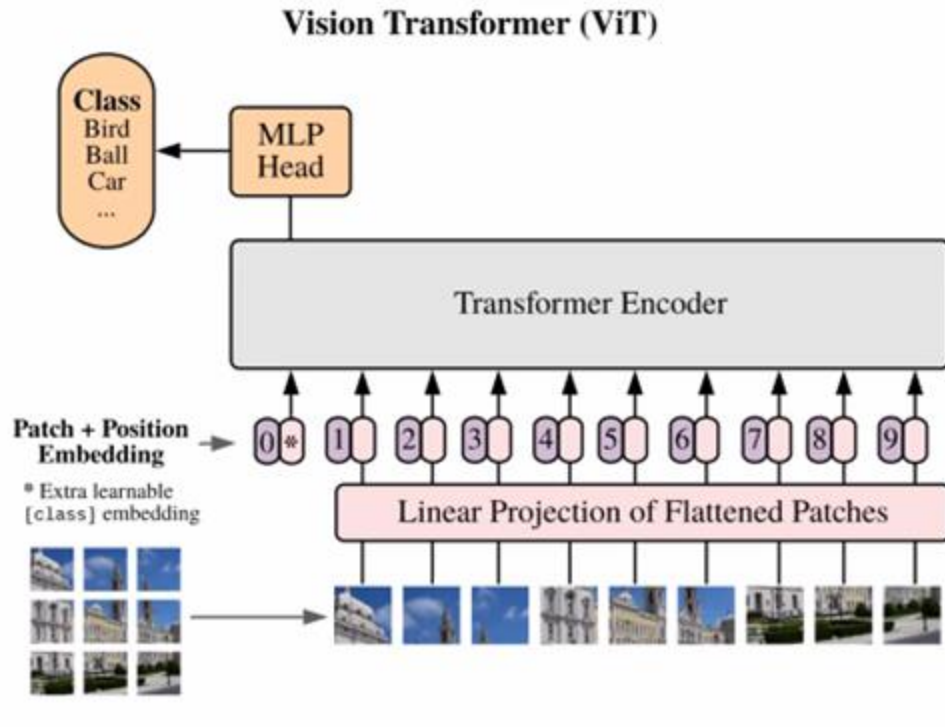 Vision Transformer (ViT)
Class
Bird
Ball
Car
...
MLP
Head
Transformer Encoder
Patch + Position
Embedding
0 * 1 2 3 4 5 6 7 8 9
* Extra learnable
[class] embedding
Linear Projection of Flattened Patches